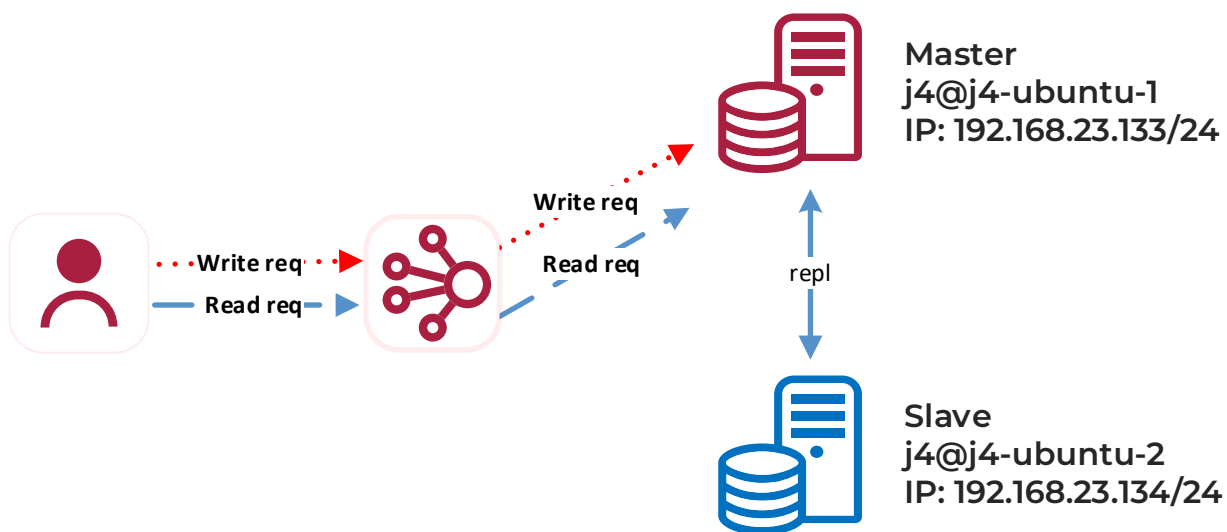 Master
j4@j4-ubuntu-1
IP: 192.168.23.133/24
Write req
Write req
Read req
Read req
repl
Slave
j4@j4-ubuntu-2
IP: 192.168.23.134/24